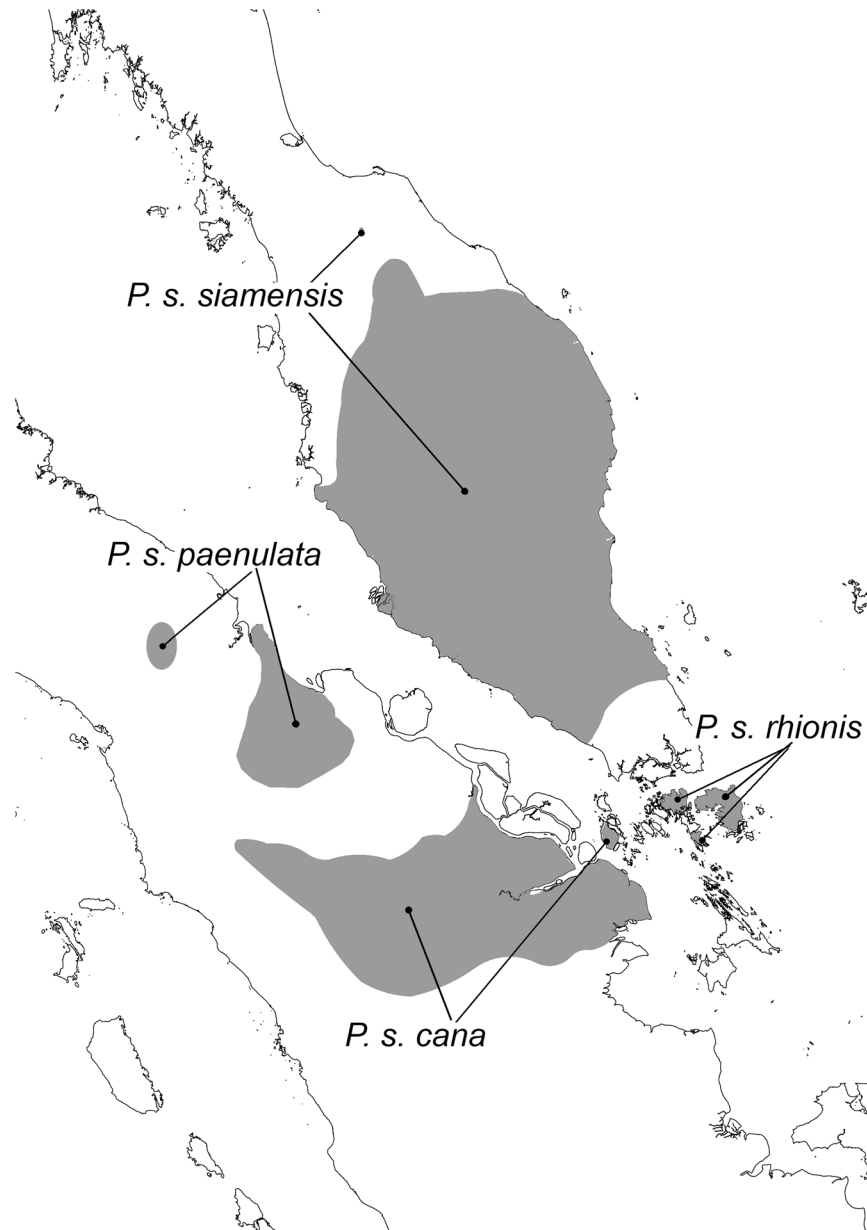 P. s. siamensis
P. s. paenulata
P. s. rhionis
P. s. cana